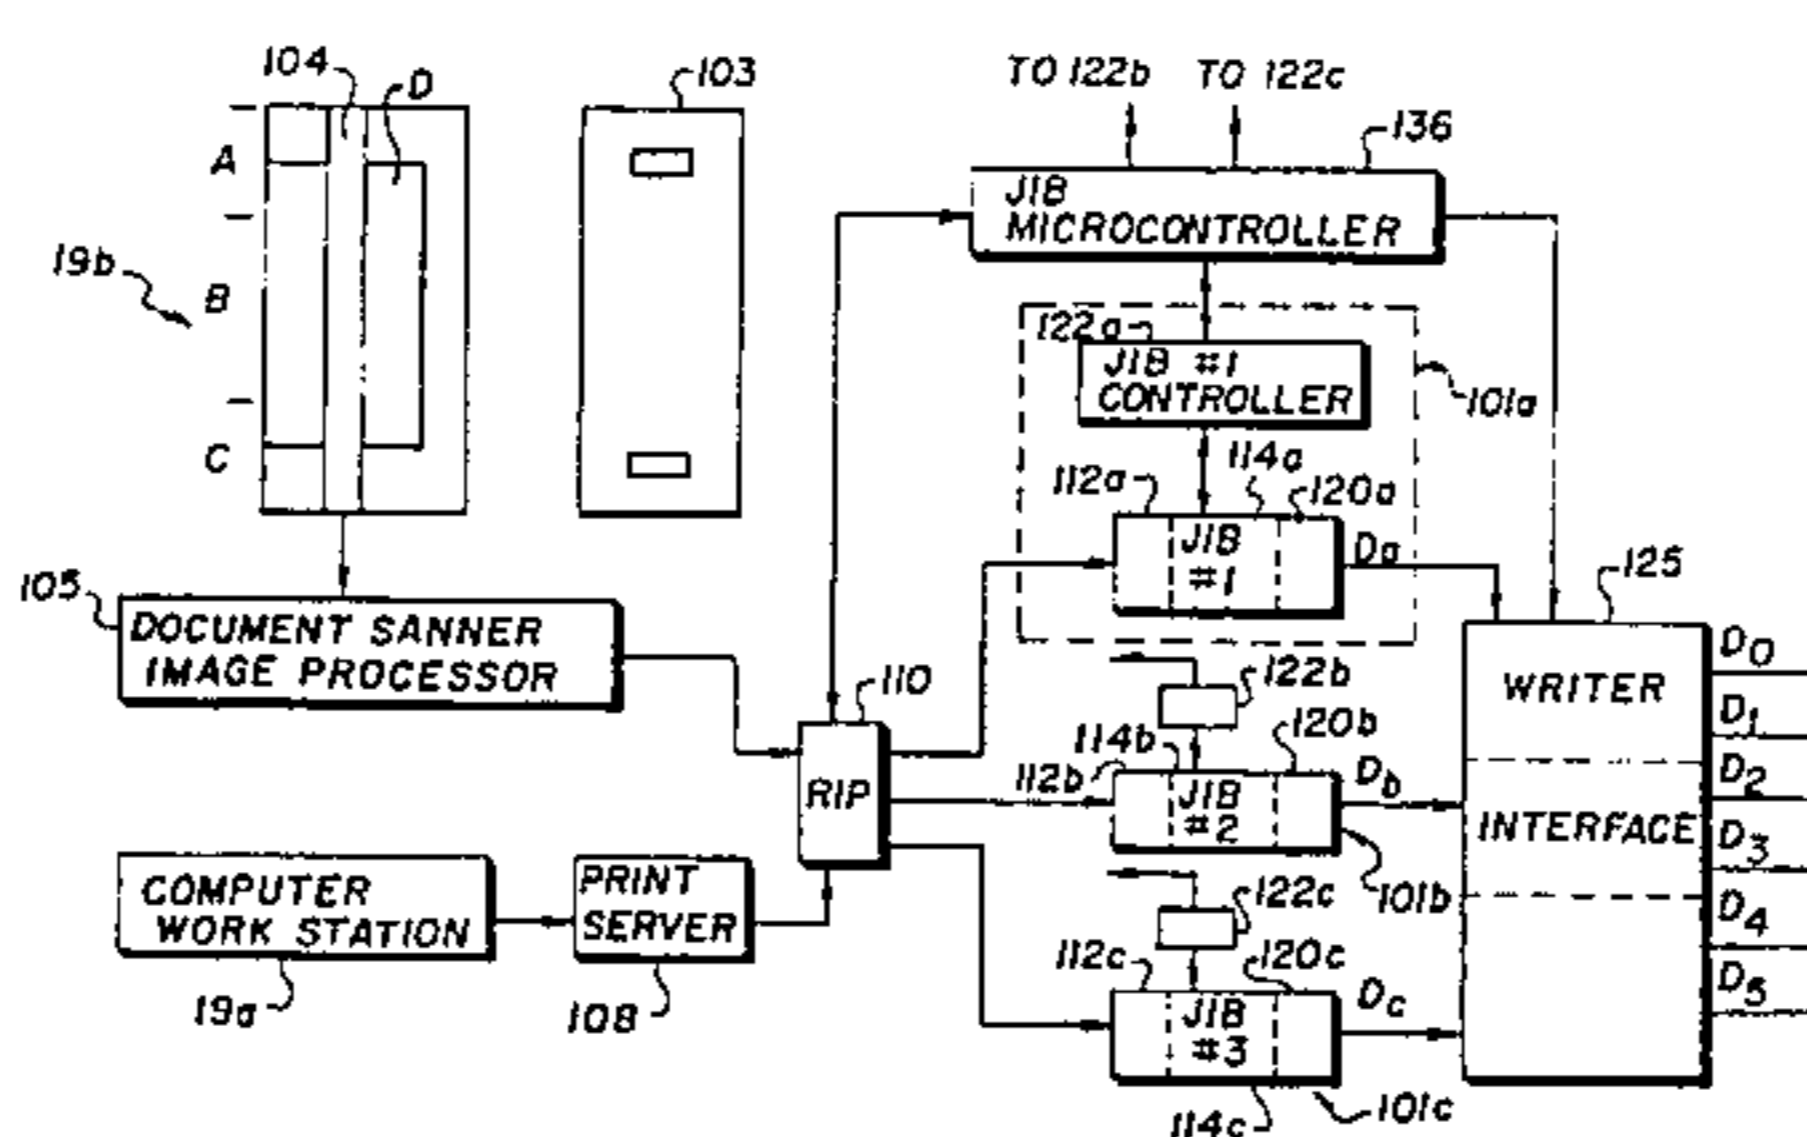 104
D
103
TO 122b
TO 122c
136
A
19b
B
C
JIB
MICROCONTROLLER
122a
JIB #1
CONTROLLER
101a
112a
114a
120a
JIB
#1
Da
125
105
DOCUMENT SANNER
IMAGE PROCESSOR
110
RIP
122b
114b
120b
112b
JIB
#2
Db
101b
WRITER
INTERFACE
D0
D1
D2
D3
D4
D5
COMPUTER
WORK STATION
19a
PRINT
SERVER
108
122c
112c
120c
JIB
#3
Dc
114c
101c